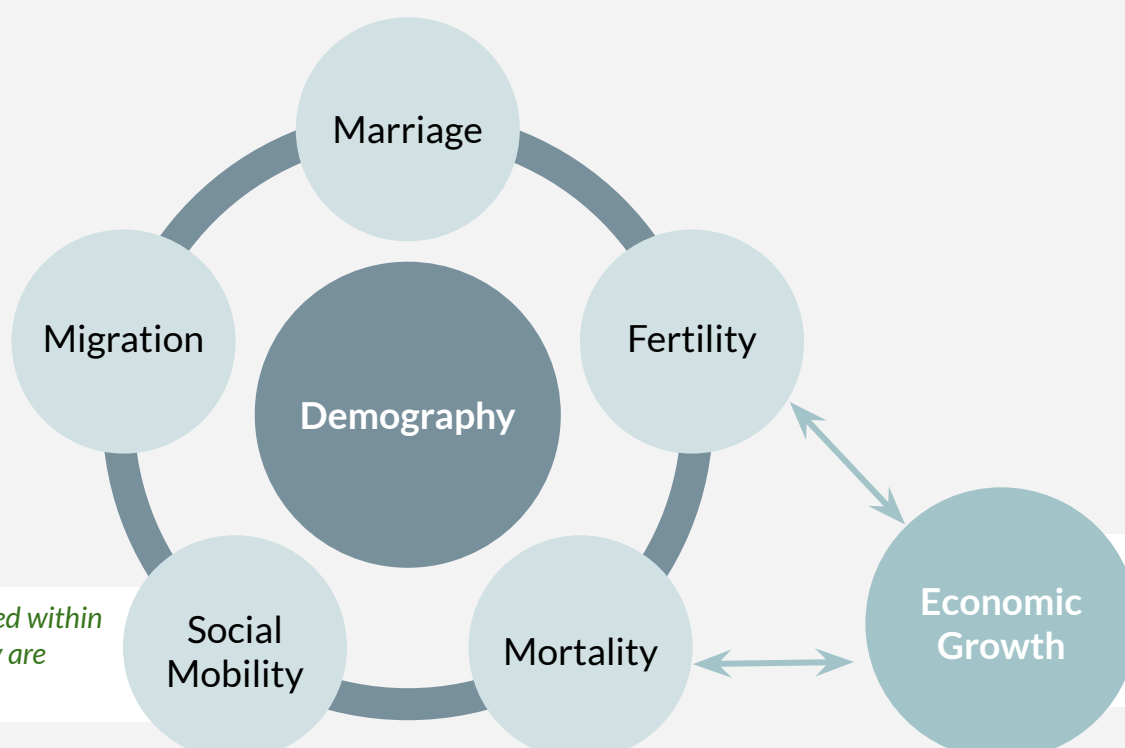 Marriage
Migration
Fertility
Demography
Economic
Growth
ed within
y are
Social
Mobility
Mortality